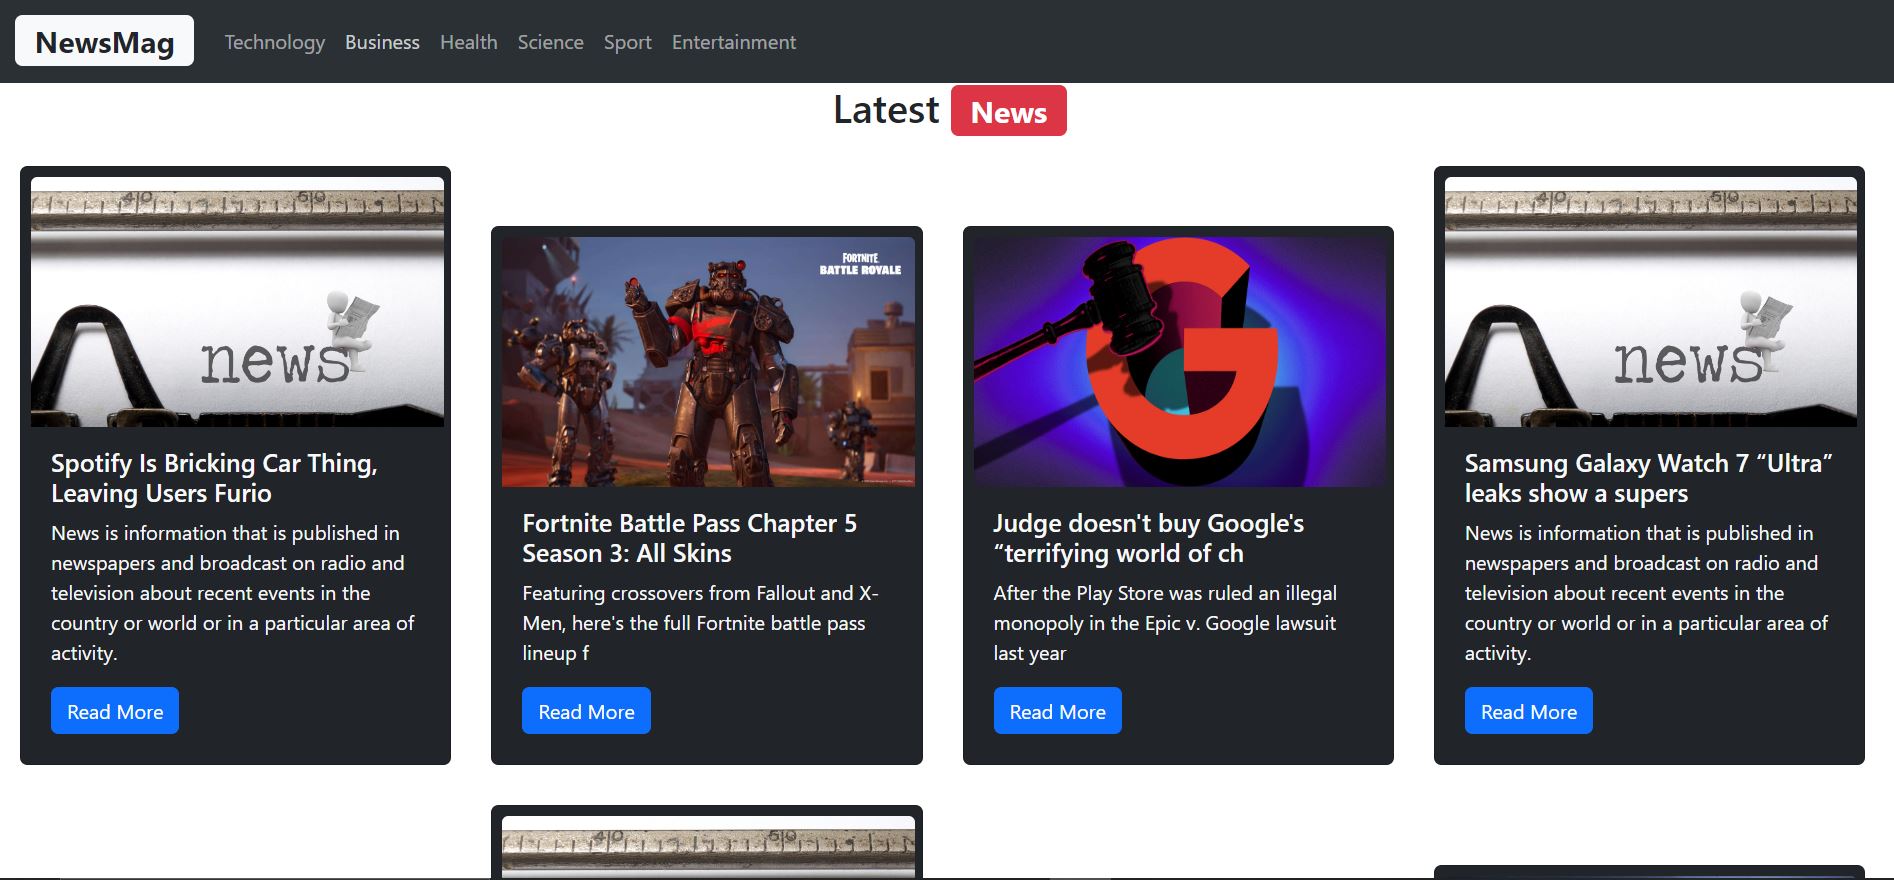 NewsMag
Technology Business Health Science Sport Entertainment
Latest News
40 50
news
Spotify Is Bricking Car Thing,
Leaving Users Furio
News is information that is published in
newspapers and broadcast on radio and
television about recent events in the
country or world or in a particular area of
activity.
Read More
FORTNITE
BATTLE ROYALE
Fortnite Battle Pass Chapter 5
Season 3: All Skins
Featuring crossovers from Fallout and X-
Men, here's the full Fortnite battle pass
lineup f
Read More
G
Judge doesn't buy Google's
“terrifying world of ch
After the Play Store was ruled an illegal
monopoly in the Epic v. Google lawsuit
last year
Read More
40 50
news
Samsung Galaxy Watch 7 “Ultra”
leaks show a supers
News is information that is published in
newspapers and broadcast on radio and
television about recent events in the
country or world or in a particular area of
activity.
Read More
40 50